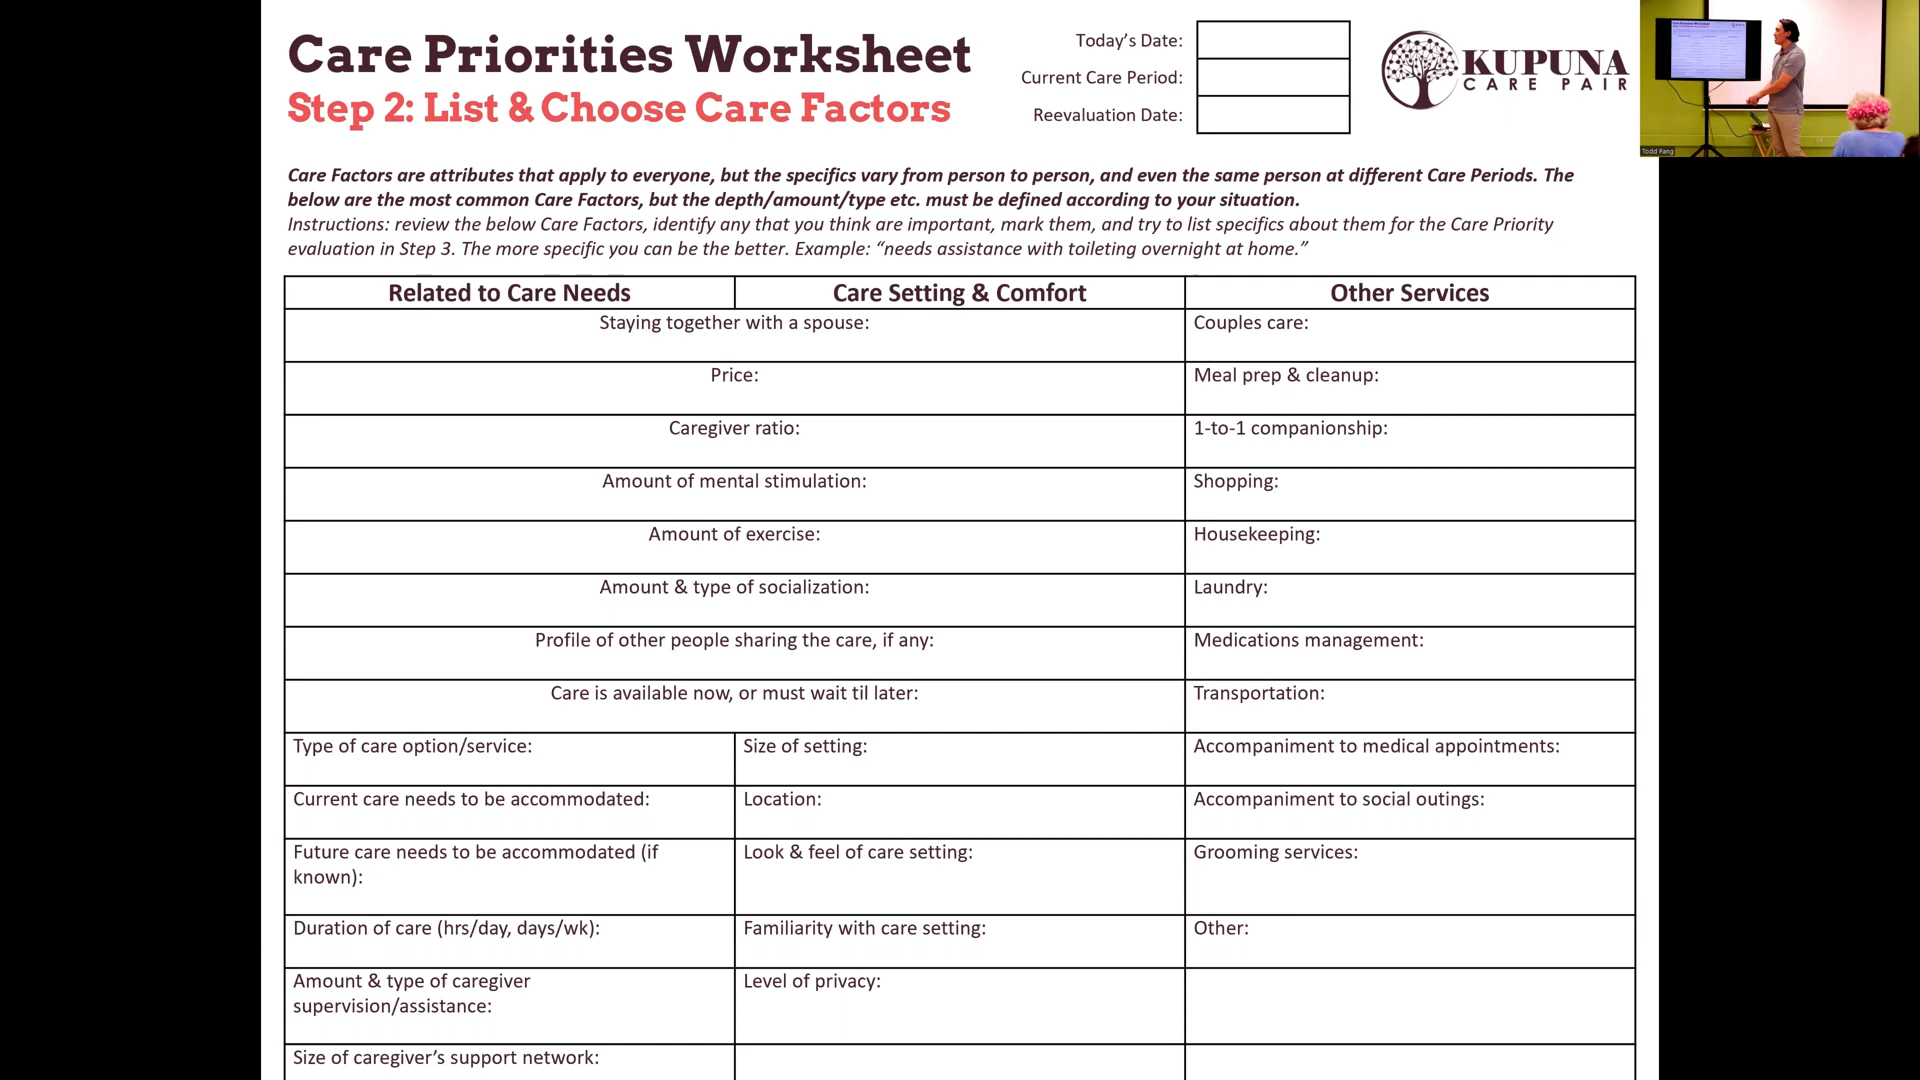 Care Priorities Worksheet
Step 2: List & Choose Care Factors
Today's Date:
Current Care Period:
Reevaluation Date:
KUPUNA
CARE PAIR
Care Factors are attributes that apply to everyone, but the specifics vary from person to person, and even the same person at different Care Periods. The
below are the most common Care Factors, but the depth/amount/type etc. must be defined according to your situation.
Instructions: review the below Care Factors, identify any that you think are important, mark them, and try to list specifics about them for the Care Priority
evaluation in Step 3. The more specific you can be the better. Example: “needs assistance with toileting overnight at home.”
Related to Care Needs
Care Setting & Comfort
Other Services
Staying together with a spouse:
Couples care:
Price:
Meal prep & cleanup:
Caregiver ratio:
1-to-1 companionship:
Amount of mental stimulation:
Shopping:
Amount of exercise:
Housekeeping:
Amount & type of socialization:
Laundry:
Profile of other people sharing the care, if any:
Medications management:
Care is available now, or must wait til later:
Transportation:
Type of care option/service:
Size of setting:
Accompaniment to medical appointments:
Current care needs to be accommodated:
Location:
Accompaniment to social outings:
Future care needs to be accommodated (if
known):
Look & feel of care setting:
Grooming services:
Duration of care (hrs/day, days/wk):
Familiarity with care setting:
Other:
Amount & type of caregiver
supervision/assistance:
Level of privacy:
Size of caregiver's support network:
Todd Pang